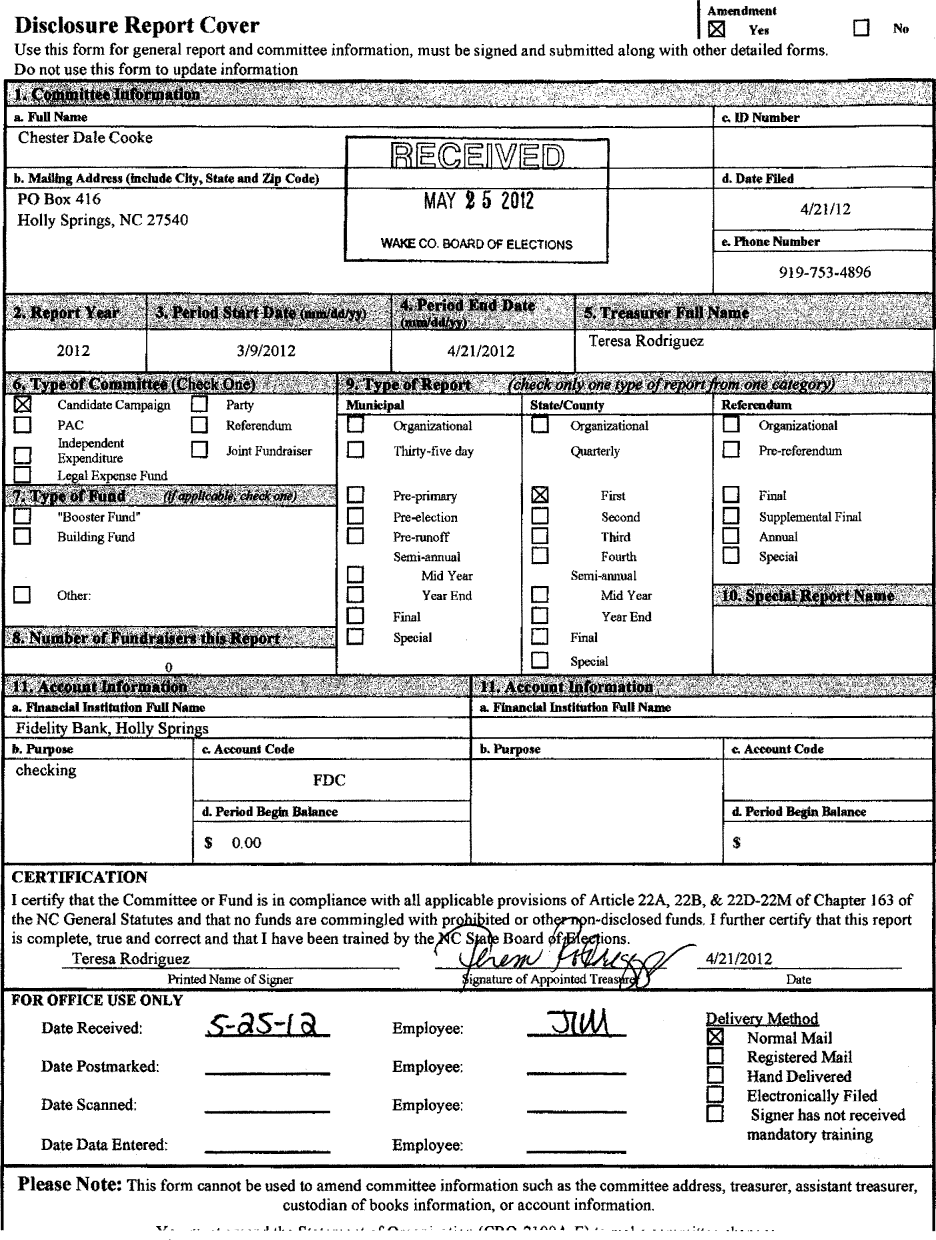 Disclosure Report Cover
Amendment
Yes No
Use this form for general report and committee information, must be signed and submitted along with other detailed forms.
Do not use this form to update information
1. Committee Information
a. Full Name
c. ID Number
Chester Dale Cooke
RECEIVED
MAY 25 2012
WAKE CO. BOARD OF ELECTIONS
b. Mailing Address (include City, State and Zip Code)
d. Date Filed
PO Box 416
Holly Springs, NC 27540
4/21/12
e. Phone Number
919-753-4896
2. Report Year
3. Period Start Date (mm/dd/yy)
4. Period End Date
(mm/dd/yy)
5. Treasurer Full Name
2012
3/9/2012
4/21/2012
Teresa Rodriguez
6. Type of Committee (Check One)
Candidate Campaign
Party
PAC
Referendum
Independent
Expenditure
Joint Fundraiser
Legal Expense Fund
7. Type of Fund (if applicable, check one)
"Booster Fund"
Building Fund
Other:
8. Number of Fundraisers this Report
0
9. Type of Report (check only one type of report from one category)
Municipal
Organizational
Thirty-five day
Pre-primary
Pre-election
Pre-runoff
Semi-annual
Mid Year
Year End
Final
Special
State/County
Organizational
Quarterly
First
Second
Third
Fourth
Semi-annual
Mid Year
Year End
Final
Special
Referendum
Organizational
Pre-referendum
Final
Supplemental Final
Annual
Special
10. Special Report Name
11. Account Information
a. Financial Institution Full Name
Fidelity Bank, Holly Springs
b. Purpose
c. Account Code
checking
FDC
d. Period Begin Balance
$ 0.00
11. Account Information
a. Financial Institution Full Name
b. Purpose
c. Account Code
d. Period Begin Balance
$
CERTIFICATION
I certify that the Committee or Fund is in compliance with all applicable provisions of Article 22A, 22B, & 22D-22M of Chapter 163 of
the NC General Statutes and that no funds are commingled with prohibited or other non-disclosed funds. I further certify that this report
is complete, true and correct and that I have been trained by the NC State Board of Elections.
Teresa Rodriguez
4/21/2012
Printed Name of Signer
Signature of Appointed Treasurer
Date
FOR OFFICE USE ONLY
Date Received: 5-25-12
Employee: JIM
Date Postmarked:
Employee:
Date Scanned:
Employee:
Date Data Entered:
Employee:
Delivery Method
Normal Mail
Registered Mail
Hand Delivered
Electronically Filed
Signer has not received
mandatory training
Please Note: This form cannot be used to amend committee information such as the committee address, treasurer, assistant treasurer,
custodian of books information, or account information.